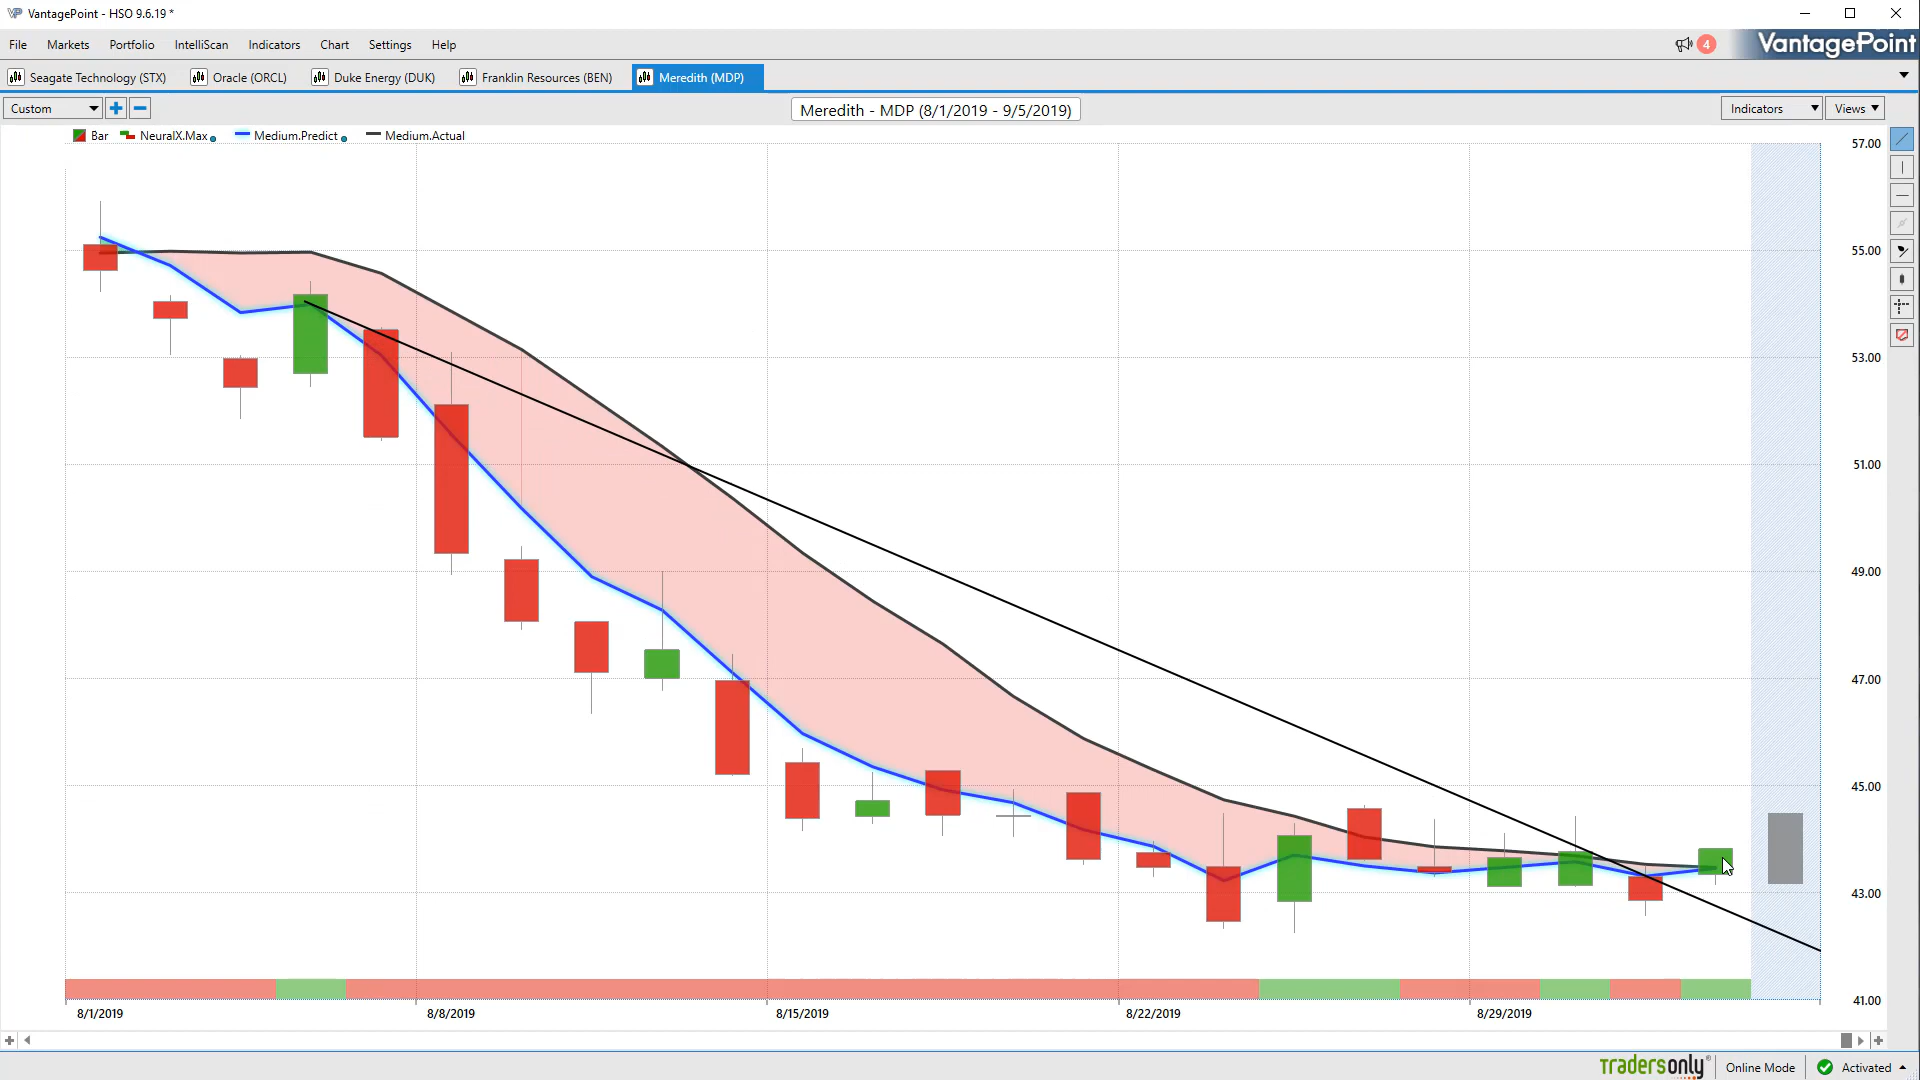 VP VantagePoint - HSO 9.6.19 *
File Markets Portfolio IntelliScan Indicators Chart Settings Help 4 VantagePoint
Seagate Technology (STX) Oracle (ORCL) Duke Energy (DUK) Franklin Resources (BEN) Meredith (MDP)
Custom Meredith - MDP (8/1/2019 - 9/5/2019) Indicators Views
Bar NeuralX.Max Medium.Predict Medium.Actual
57.00
55.00
53.00
51.00
49.00
47.00
45.00
43.00
41.00
8/1/2019 8/8/2019 8/15/2019 8/22/2019 8/29/2019
tradersonly Online Mode Activated